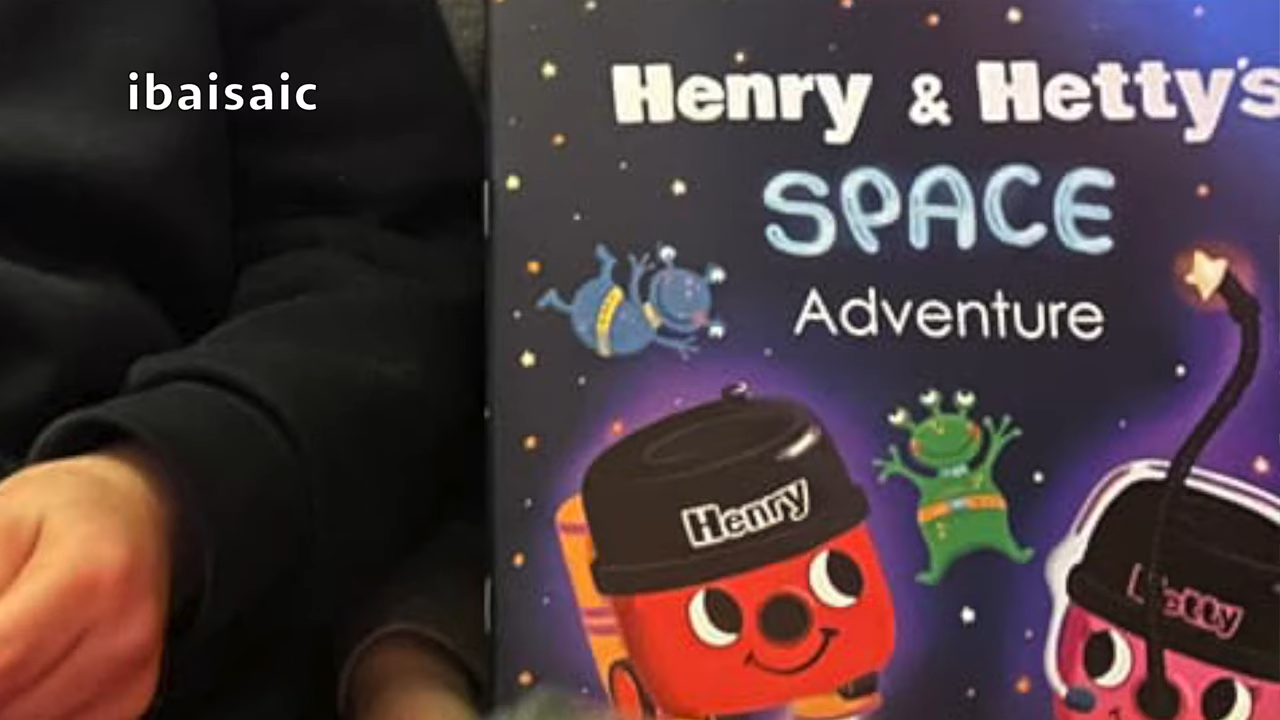 ibaisaic
Henry & Hetty's
SPACE
Adventure
Henry
Hetty